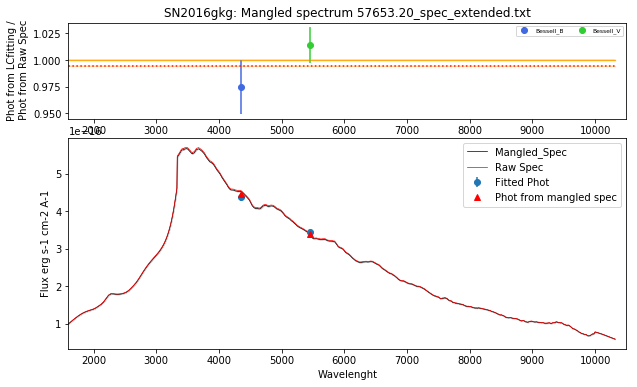 SN2016gkg: Mangled spectrum 57653.20_spec_extended.txt
Phot from LCfitting /
Phot from Raw Spec
1.025
1.000
0.975
0.950
Bessell_B
Bessell_V
2000 3000 4000 5000 6000 7000 8000 9000 10000
1e−16
Flux erg s-1 cm-2 A-1
5
4
3
2
1
Mangled_Spec
Raw Spec
Fitted Phot
Phot from mangled spec
2000 3000 4000 5000 6000 7000 8000 9000 10000
Wavelenght